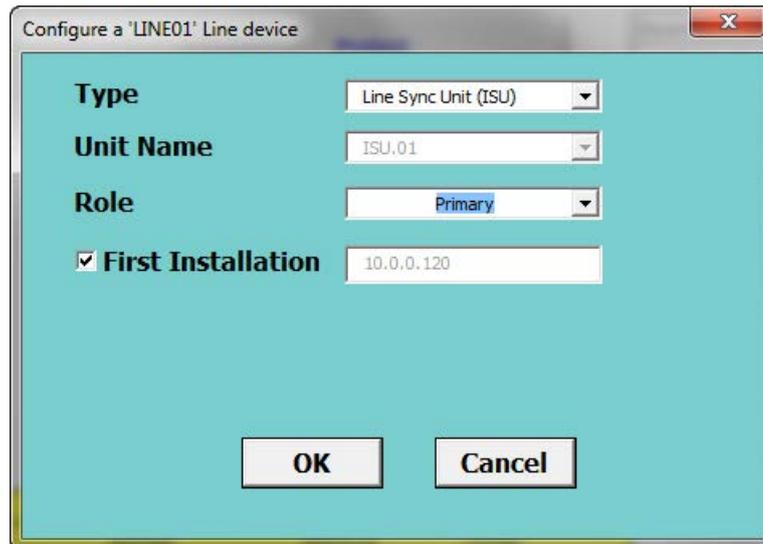 Configure a 'LINE01' Line device
Type
Line Sync Unit (ISU)
Unit Name
ISU.01
Role
Primary
First Installation
10.0.0.120
OK
Cancel